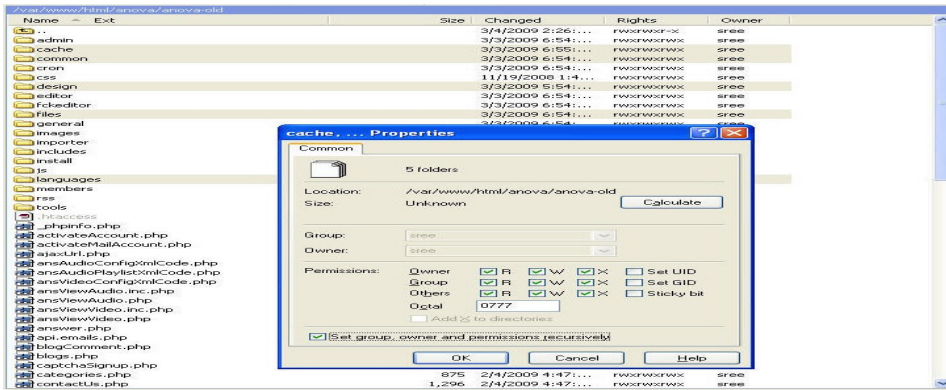 /var/www/html/anova/anova-old
Name Ext Size Changed Rights Owner
.. 3/4/2009 2:26:... rwxrwxr-x sree
admin 3/3/2009 6:54:... rwxrwxrwx sree
cache 3/3/2009 6:55:... rwxrwxrwx sree
common 3/3/2009 6:54:... rwxrwxrwx sree
cron 3/3/2009 6:54:... rwxrwxrwx sree
css 11/19/2008 1:4... rwxrwxrwx sree
design 3/3/2009 5:54:... rwxrwxrwx sree
editor 3/3/2009 6:54:... rwxrwxrwx sree
fckeditor 3/3/2009 6:54:... rwxrwxrwx sree
files 3/3/2009 6:54:... rwxrwxrwx sree
general 3/3/2009 6:54: rwxrwxrwx sree
images
importer
includes
install
js
languages
members
rss
tools
.htaccess
_phpinfo.php
activateAccount.php
activateMailAccount.php
ajaxUrl.php
ansAudioConfigXmlCode.php
ansAudioPlaylistXmlCode.php
ansVideoConfigXmlCode.php
ansViewAudio.inc.php
ansViewAudio.php
ansViewVideo.inc.php
ansViewVideo.php
answer.php
api.emails.php
blogComment.php
blogs.php
captchaSignup.php
categories.php 875 2/4/2009 4:47:... rwxrwxrwx sree
contactUs.php 1,296 2/4/2009 4:47:... rwxrwxrwx sree
cache, ... Properties
Common
5 folders
Location: /var/www/html/anova/anova-old
Size: Unknown Calculate
Group: sree
Owner: sree
Permissions: Owner R W X Set UID
Group R W X Set GID
Others R W X Sticky bit
Octal 0777
Add X to directories
Set group, owner and permissions recursively
OK Cancel Help